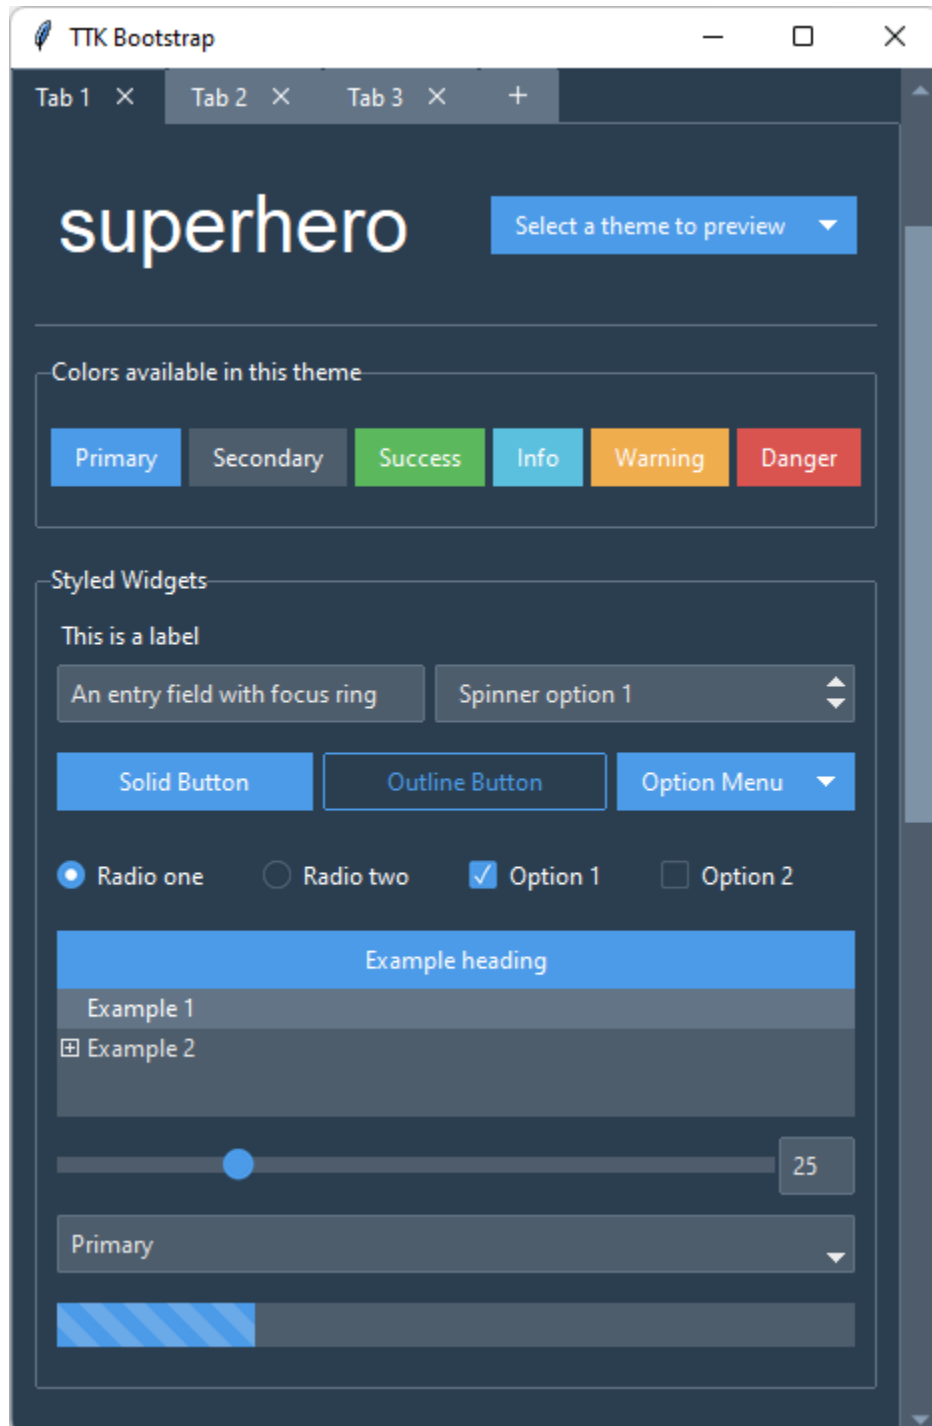 TTK Bootstrap
Tab 1 Tab 2 Tab 3 +
superhero Select a theme to preview
Colors available in this theme
Primary Secondary Success Info Warning Danger
Styled Widgets
This is a label
An entry field with focus ring Spinner option 1
Solid Button Outline Button Option Menu
Radio one Radio two Option 1 Option 2
Example heading
Example 1
Example 2
25
Primary